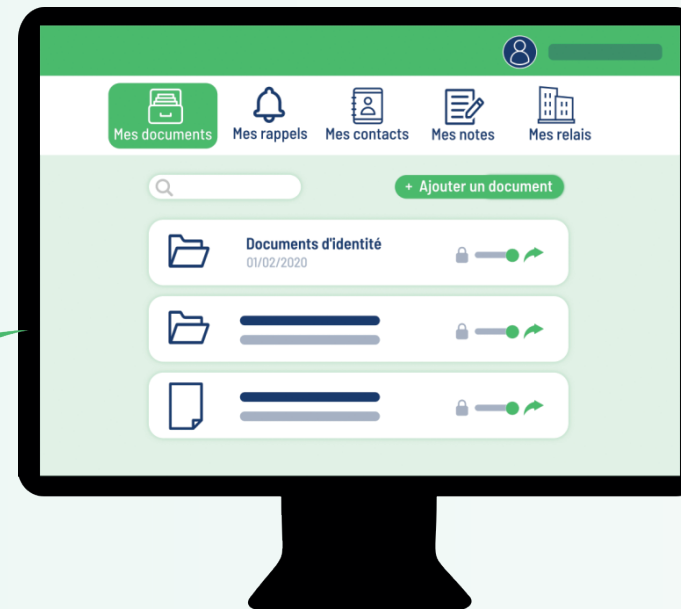 Mes documents
Mes rappels
Mes contacts
Mes notes
Mes relais
+ Ajouter un document
Documents d'identité
01/02/2020